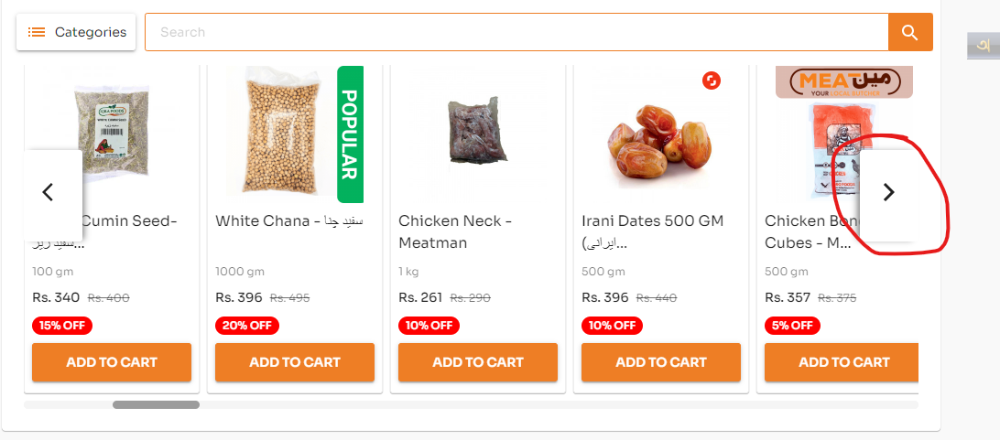 Categories
Search
POPULAR
MEAT مین
YOUR LOCAL BUTCHER
WHITE CUMIN SEED
Cumin Seed-
سفید زیر...
100 gm
Rs. 340 Rs. 400
15% OFF
ADD TO CART
White Chana - سفید چنا
1000 gm
Rs. 396 Rs. 495
20% OFF
ADD TO CART
Chicken Neck -
Meatman
1 kg
Rs. 261 Rs. 290
10% OFF
ADD TO CART
Irani Dates 500 GM
(ایرانی...
500 gm
Rs. 396 Rs. 440
10% OFF
ADD TO CART
Chicken Bon
Cubes - M...
500 gm
Rs. 357 Rs. 375
5% OFF
ADD TO CART
অ